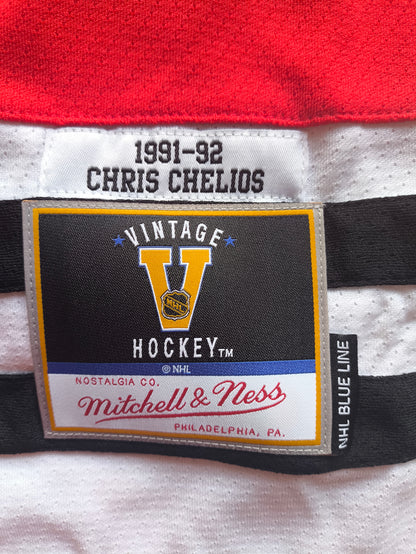 1991-92
CHRIS CHELIOS
VINTAGE
V
NHL
HOCKEY™
© NHL
NOSTALGIA CO.
Mitchell & Ness
PHILADELPHIA, PA.
NHL BLUE LINE